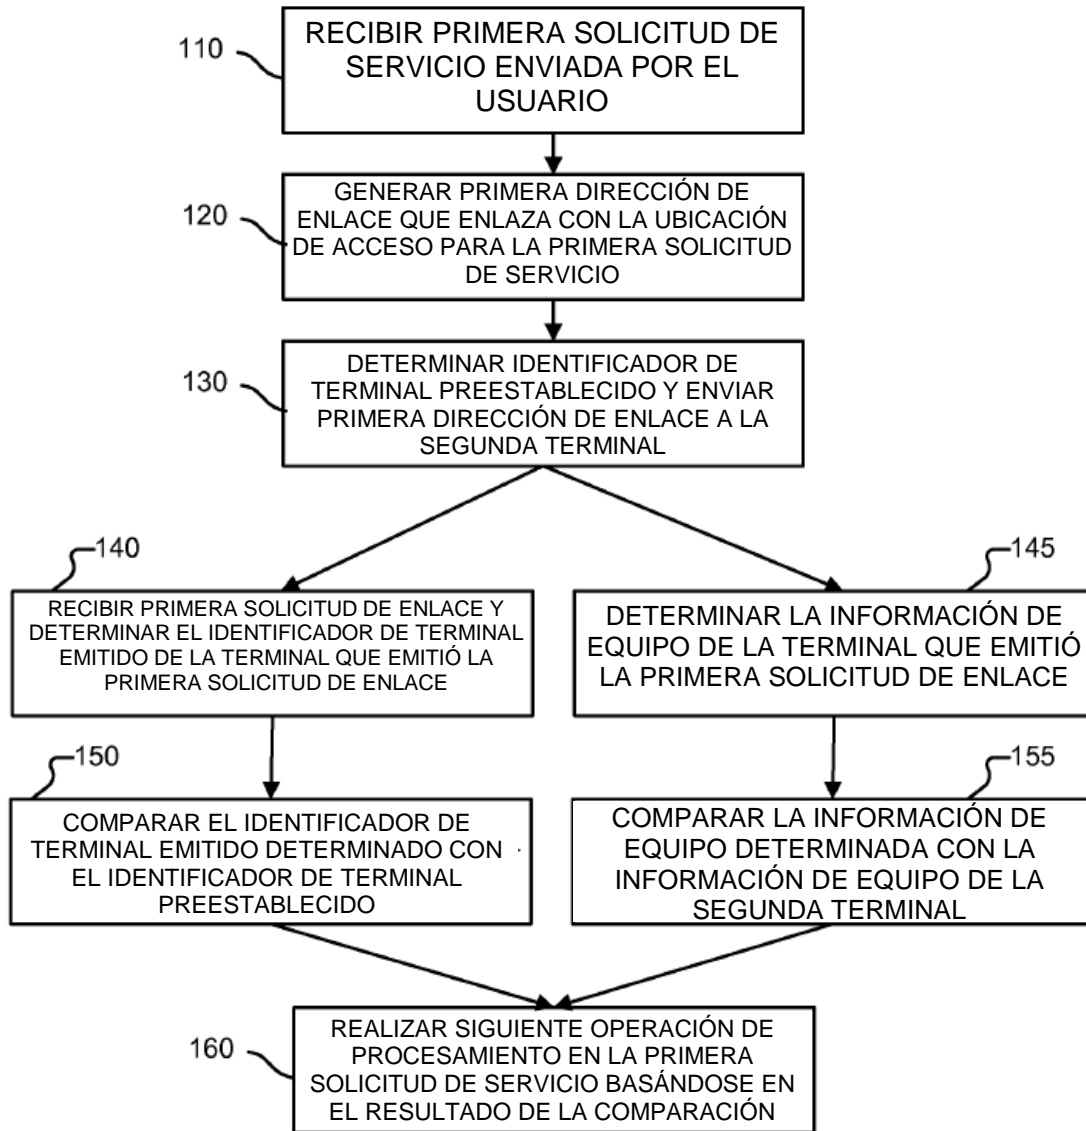 110
RECIBIR PRIMERA SOLICITUD DE
SERVICIO ENVIADA POR EL
USUARIO
120
GENERAR PRIMERA DIRECCIÓN DE
ENLACE QUE ENLAZA CON LA UBICACIÓN
DE ACCESO PARA LA PRIMERA SOLICITUD
DE SERVICIO
130
DETERMINAR IDENTIFICADOR DE
TERMINAL PREESTABLECIDO Y ENVIAR
PRIMERA DIRECCIÓN DE ENLACE A LA
SEGUNDA TERMINAL
140
RECIBIR PRIMERA SOLICITUD DE ENLACE Y
DETERMINAR EL IDENTIFICADOR DE TERMINAL
EMITIDO DE LA TERMINAL QUE EMITIÓ LA
PRIMERA SOLICITUD DE ENLACE
145
DETERMINAR LA INFORMACIÓN DE
EQUIPO DE LA TERMINAL QUE EMITIÓ
LA PRIMERA SOLICITUD DE ENLACE
150
COMPARAR EL IDENTIFICADOR DE
TERMINAL EMITIDO DETERMINADO CON
EL IDENTIFICADOR DE TERMINAL
PREESTABLECIDO
155
COMPARAR LA INFORMACIÓN DE
EQUIPO DETERMINADA CON LA
INFORMACIÓN DE EQUIPO DE LA
SEGUNDA TERMINAL
160
REALIZAR SIGUIENTE OPERACIÓN DE
PROCESAMIENTO EN LA PRIMERA
SOLICITUD DE SERVICIO BASÁNDOSE EN
EL RESULTADO DE LA COMPARACIÓN